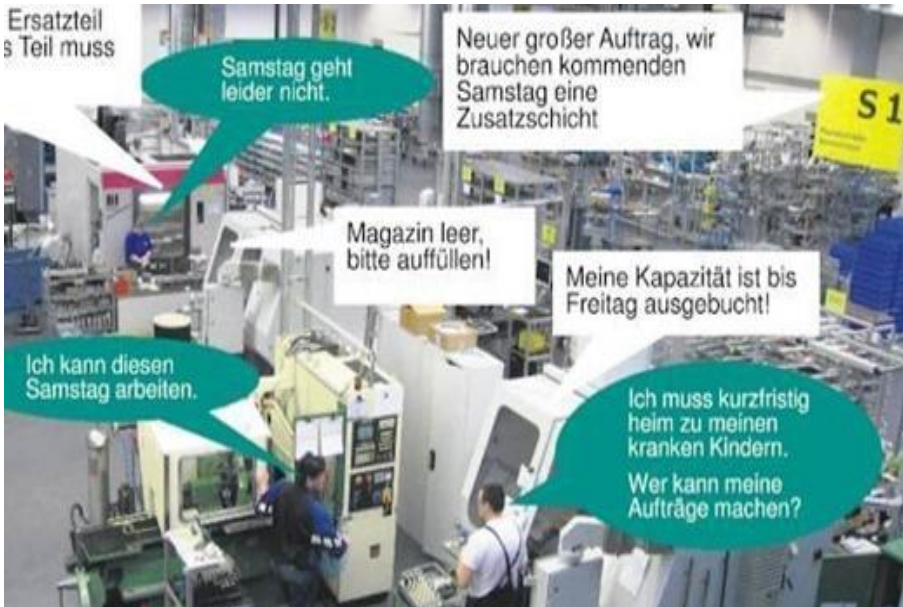 Ersatzteil
Teil muss
Samstag geht
leider nicht.
Neuer großer Auftrag, wir
brauchen kommenden
Samstag eine
Zusatzschicht
S 1
Magazin leer,
bitte auffüllen!
Meine Kapazität ist bis
Freitag ausgebucht!
Ich kann diesen
Samstag arbeiten.
Ich muss kurzfristig
heim zu meinen
kranken Kindern.
Wer kann meine
Aufträge machen?